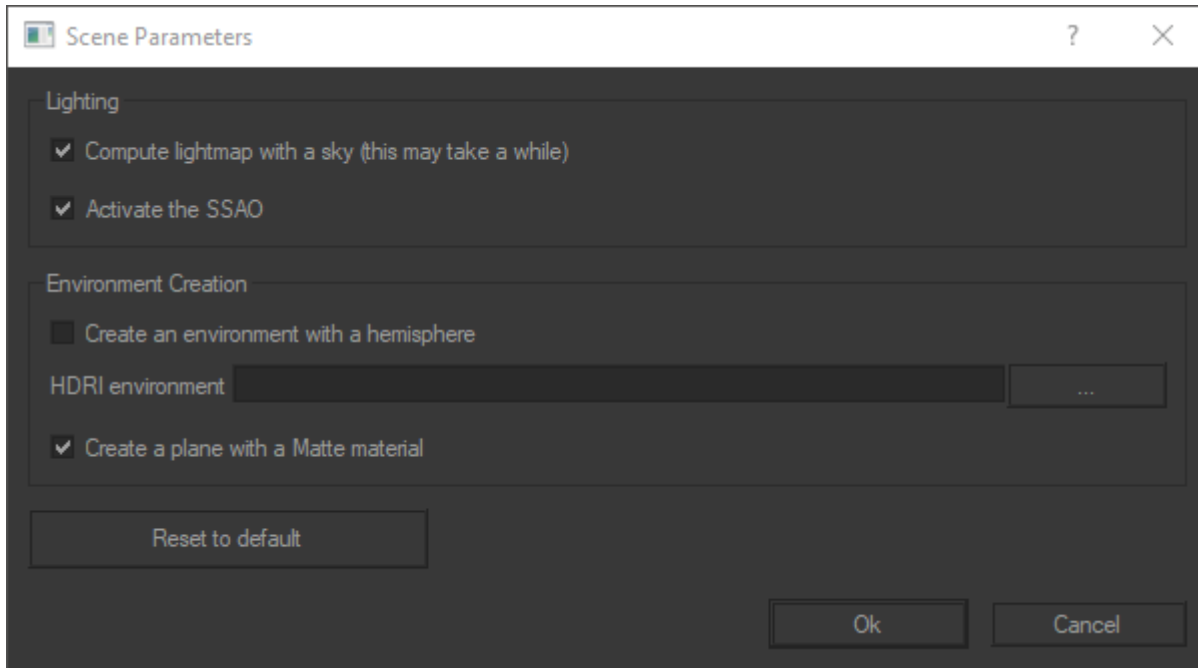 Scene Parameters ?
Lighting
Compute lightmap with a sky (this may take a while)
Activate the SSAO
Environment Creation
Create an environment with a hemisphere
HDRI environment ...
Create a plane with a Matte material
Reset to default
Ok Cancel